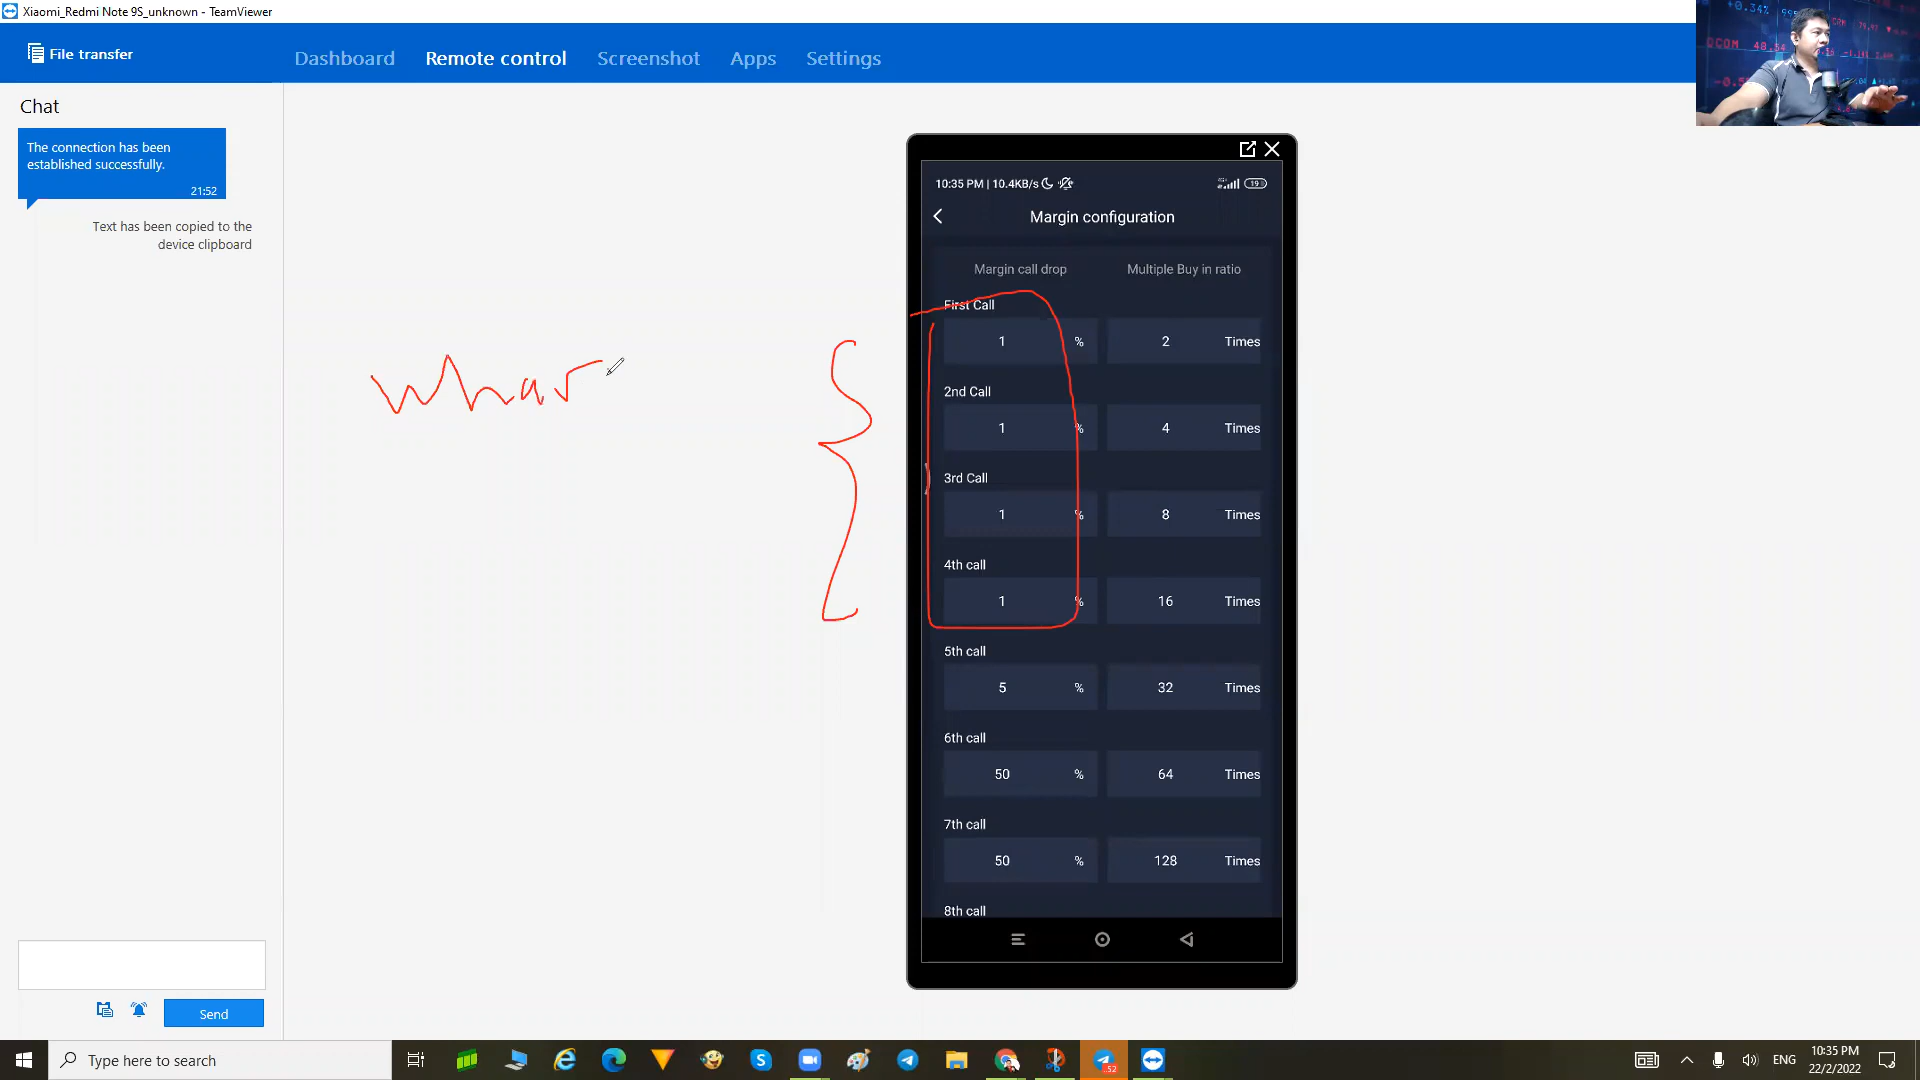 Xiaomi_Redmi Note 9S_unknown - TeamViewer
File transfer
Dashboard
Remote control
Screenshot
Apps
Settings
Chat
The connection has been
established successfully.
21:52
Text has been copied to the
device clipboard
Send
10:35 PM | 10.4KB/s
19
Margin configuration
Margin call drop
Multiple Buy in ratio
First Call
1 % 2 Times
2nd Call
1 % 4 Times
3rd Call
1 % 8 Times
4th call
1 % 16 Times
5th call
5 % 32 Times
6th call
50 % 64 Times
7th call
50 % 128 Times
8th call
Type here to search
ENG
10:35 PM
22/2/2022